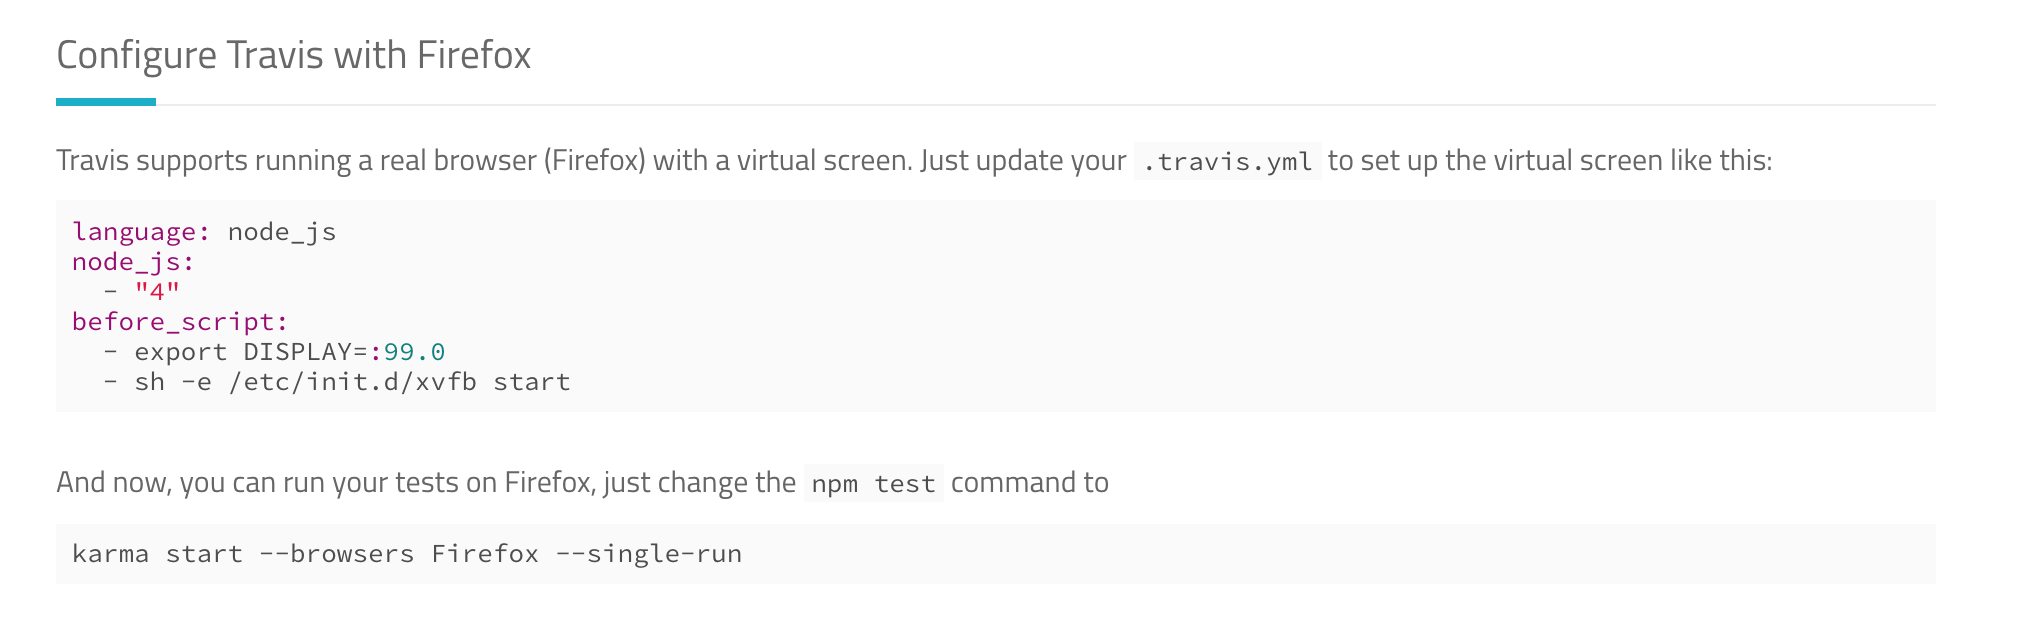 Configure Travis with Firefox
Travis supports running a real browser (Firefox) with a virtual screen. Just update your .travis.yml to set up the virtual screen like this:
language: node_js
node_js:
  - "4"
before_script:
  - export DISPLAY=:99.0
  - sh -e /etc/init.d/xvfb start
And now, you can run your tests on Firefox, just change the npm test command to
karma start --browsers Firefox --single-run